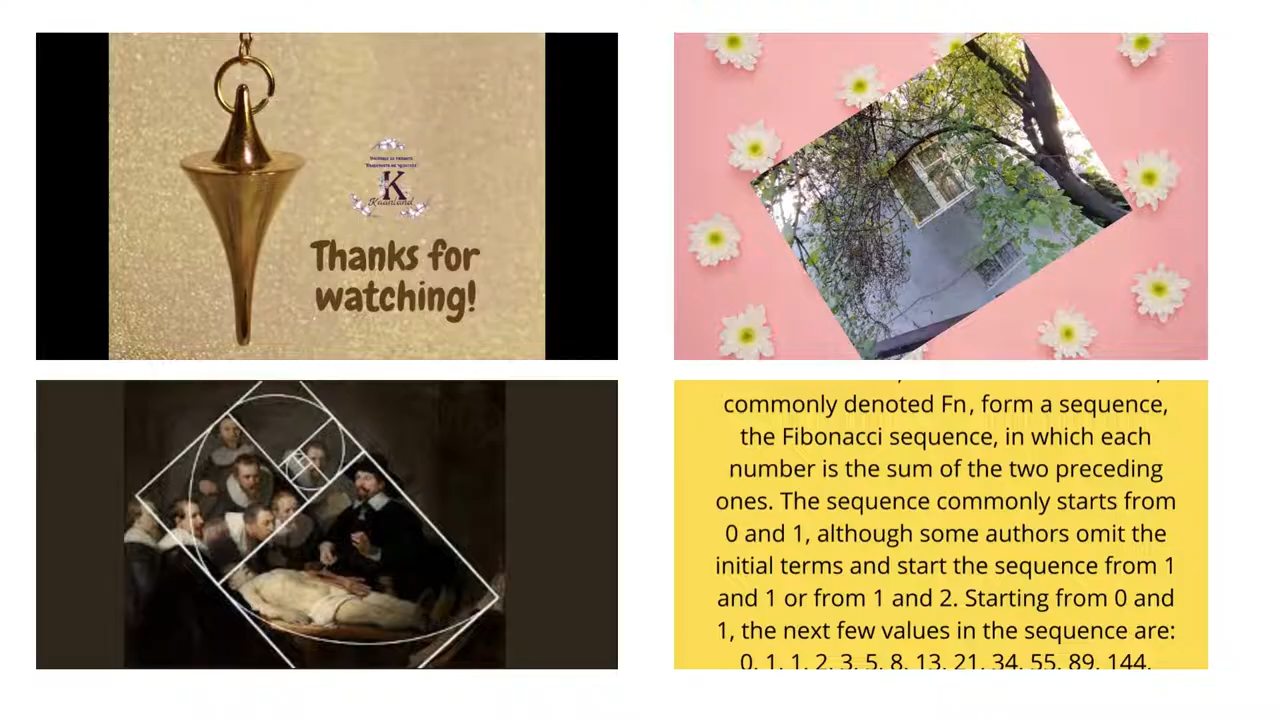 K
Kaanland
Thanks for
watching!
commonly denoted Fn, form a sequence,
the Fibonacci sequence, in which each
number is the sum of the two preceding
ones. The sequence commonly starts from
0 and 1, although some authors omit the
initial terms and start the sequence from 1
and 1 or from 1 and 2. Starting from 0 and
1, the next few values in the sequence are:
0, 1, 1, 2, 3, 5, 8, 13, 21, 34, 55, 89, 144,